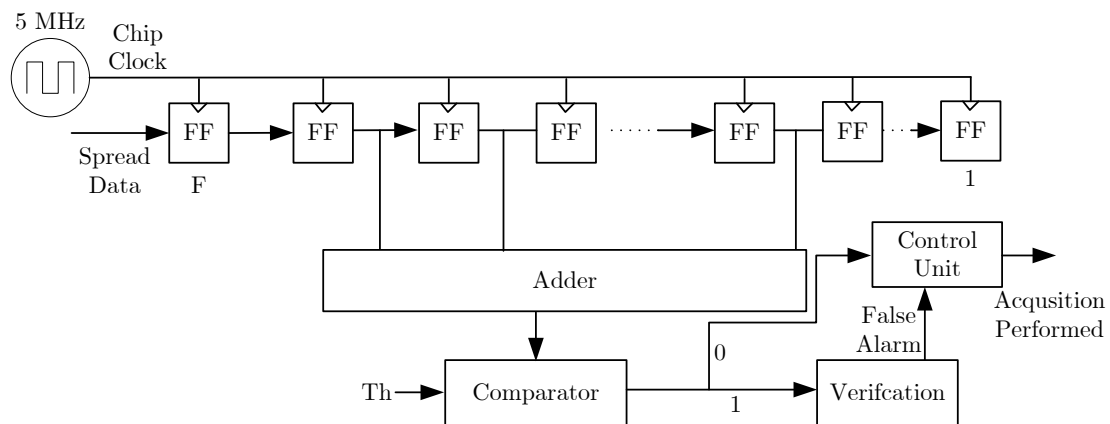 5 MHz
Chip
Clock
FF
FF
FF
FF
FF
FF
FF
Spread
Data
F
1
Adder
Control
Unit
Acqusition
Performed
False
Alarm
0
Th
Comparator
1
Verifcation